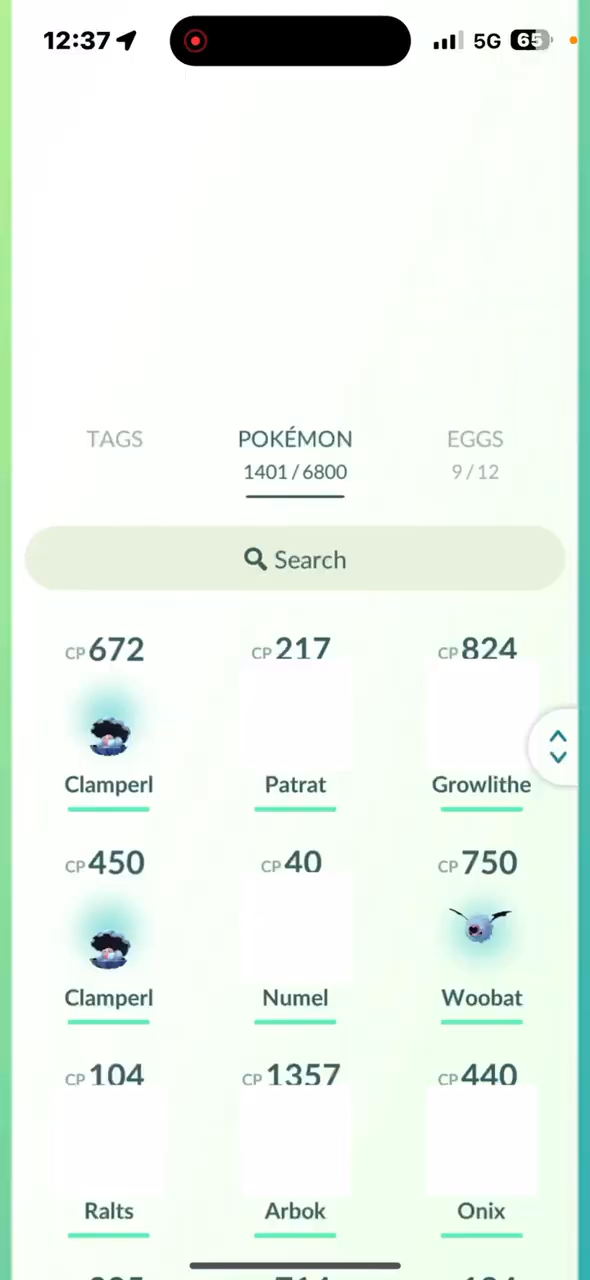 12:37
5G 65
TAGS POKÉMON EGGS
1401 / 6800 9 / 12
Search
CP 672 CP 217 CP 824
Clamperl Patrat Growlithe
CP 450 CP 40 CP 750
Clamperl Numel Woobat
CP 104 CP 1357 CP 440
Ralts Arbok Onix